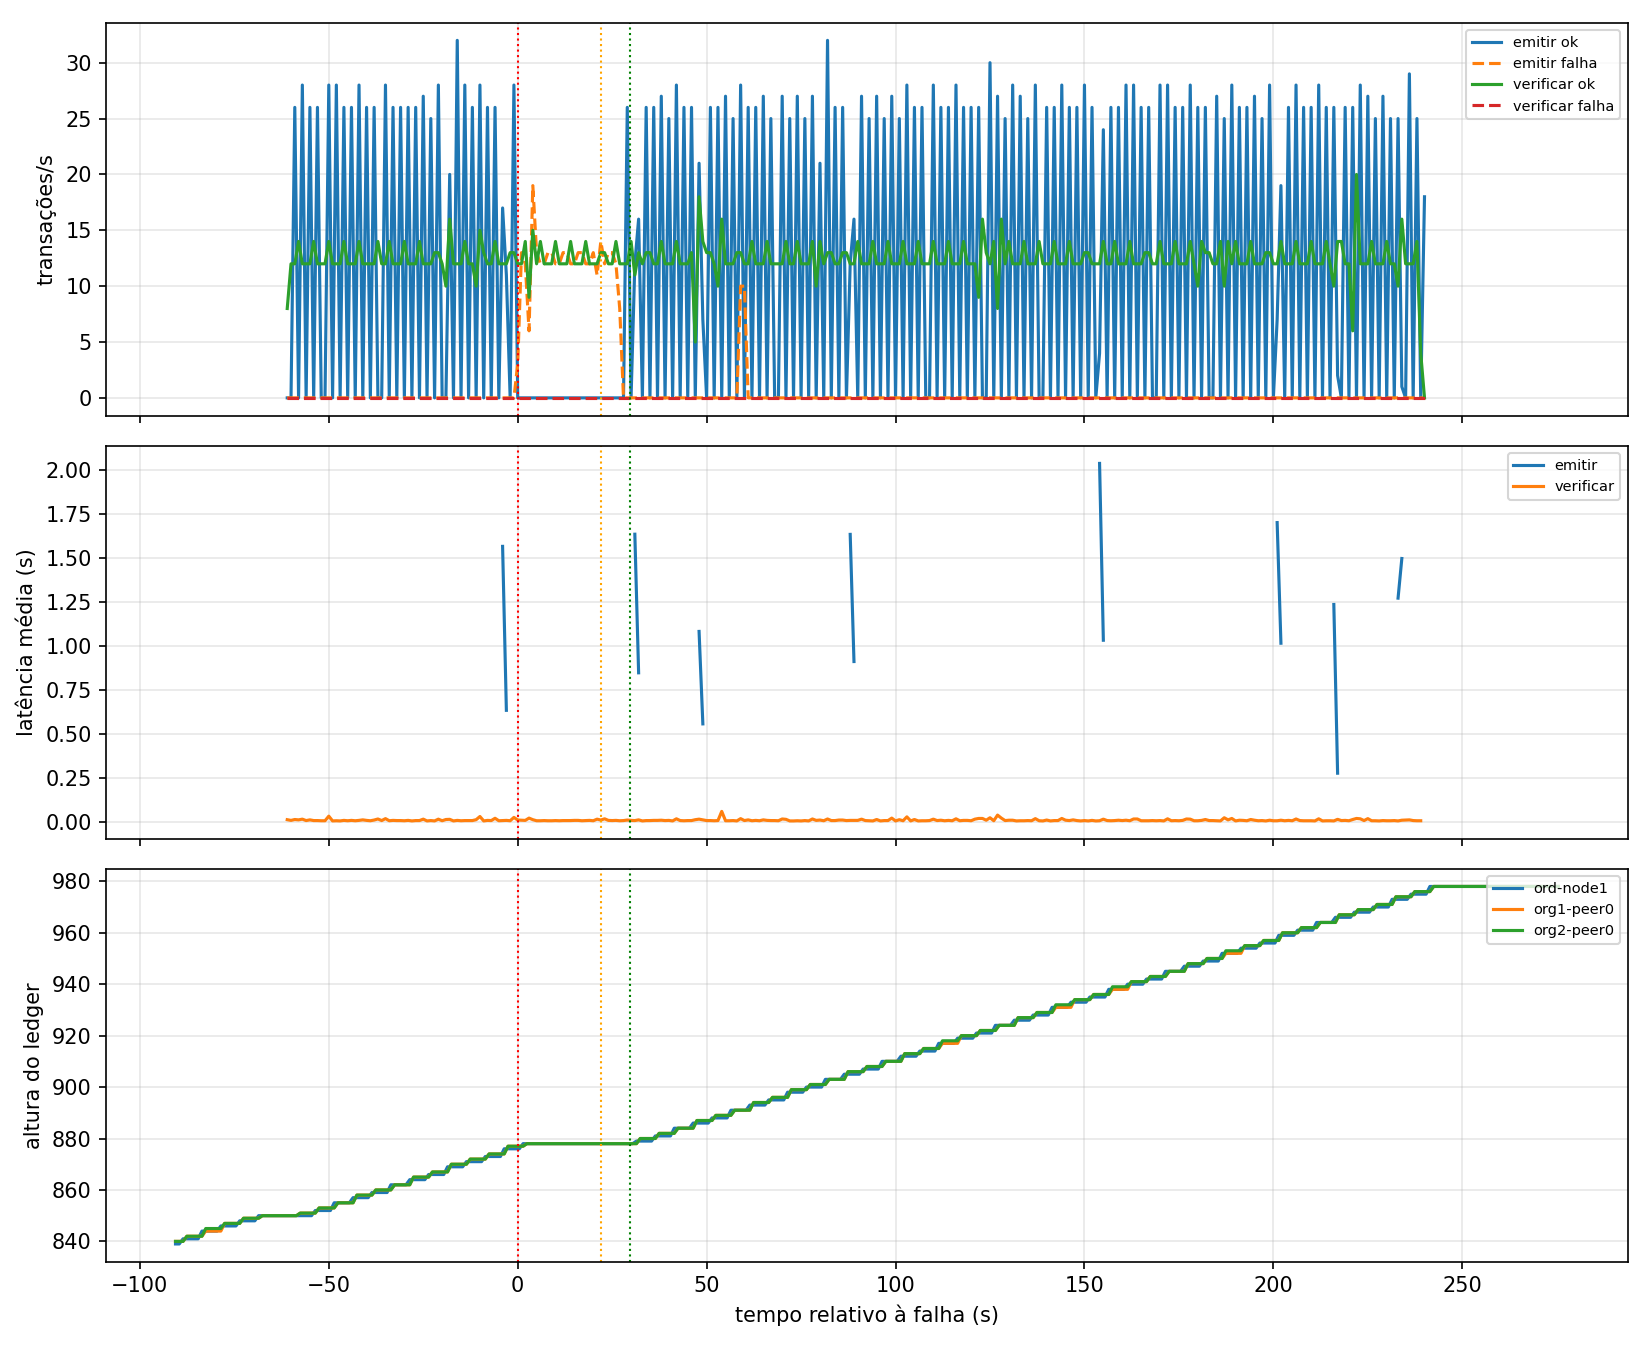 30
25
20
15
10
5
0
transações/s
emitir ok
emitir falha
verificar ok
verificar falha
2.00
1.75
1.50
1.25
1.00
0.75
0.50
0.25
0.00
latência média (s)
emitir
verificar
980
960
940
920
900
880
860
840
altura do ledger
ord-node1
org1-peer0
org2-peer0
−100 −50 0 50 100 150 200 250
tempo relativo à falha (s)